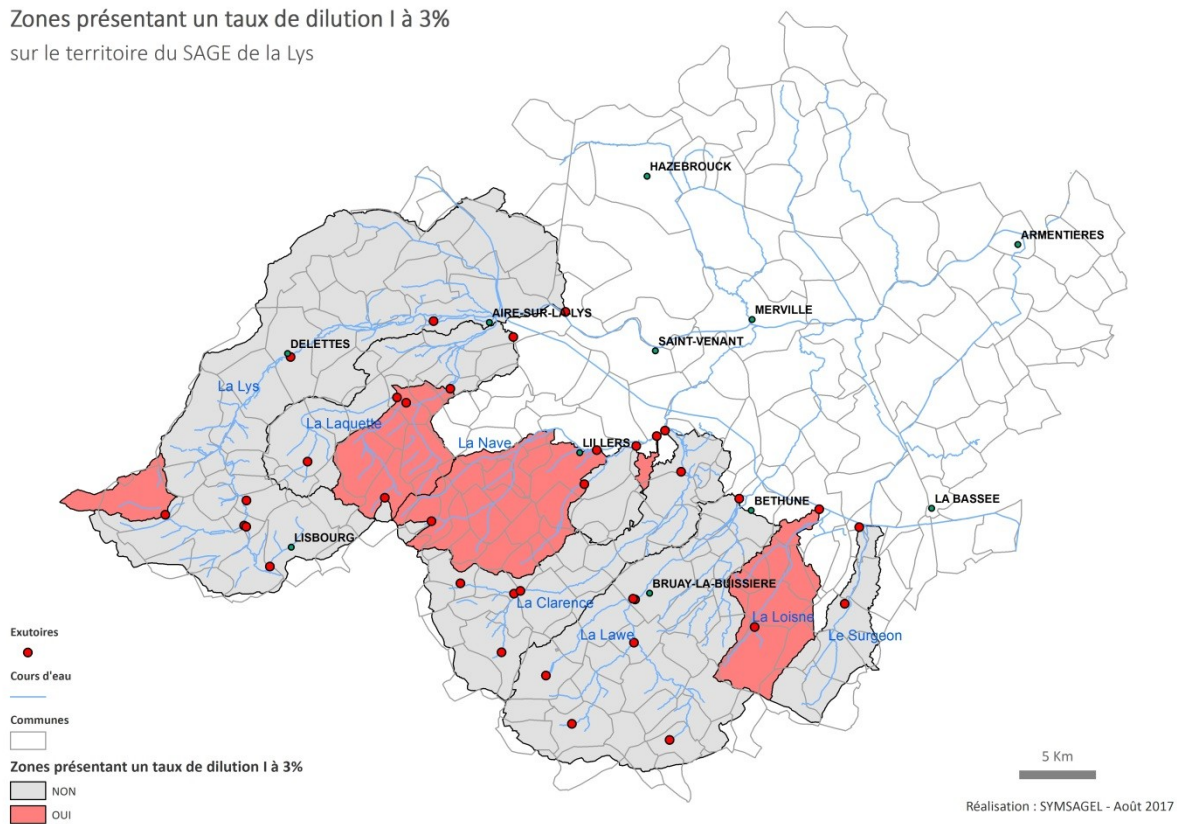 Zones présentant un taux de dilution I à 3%
sur le territoire du SAGE de la Lys
HAZEBROUCK
ARMENTIERES
AIRE-SUR-LA-LYS
MERVILLE
DELETTES
SAINT-VENANT
La Lys
La Laquette
La Nave
LILLERS
BETHUNE
LA BASSEE
LISBOURG
BRUAY-LA-BUISSIERE
La Clarence
La Loisne
La Lawe
Le Surgeon
Exutoires
Cours d'eau
Communes
Zones présentant un taux de dilution I à 3%
NON
OUI
5 Km
Réalisation : SYMSAGEL - Août 2017